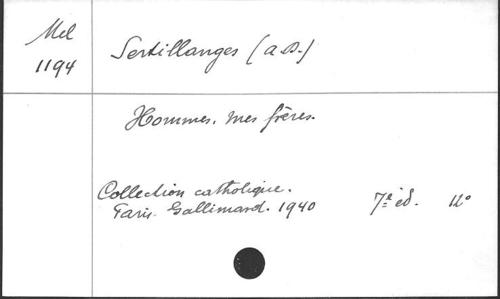 Mel
1194
Sertillanges (a.D.)
Hommes, mes frères.
Collection catholique.
Paris. Gallimard. 1940 7e éd. 12°